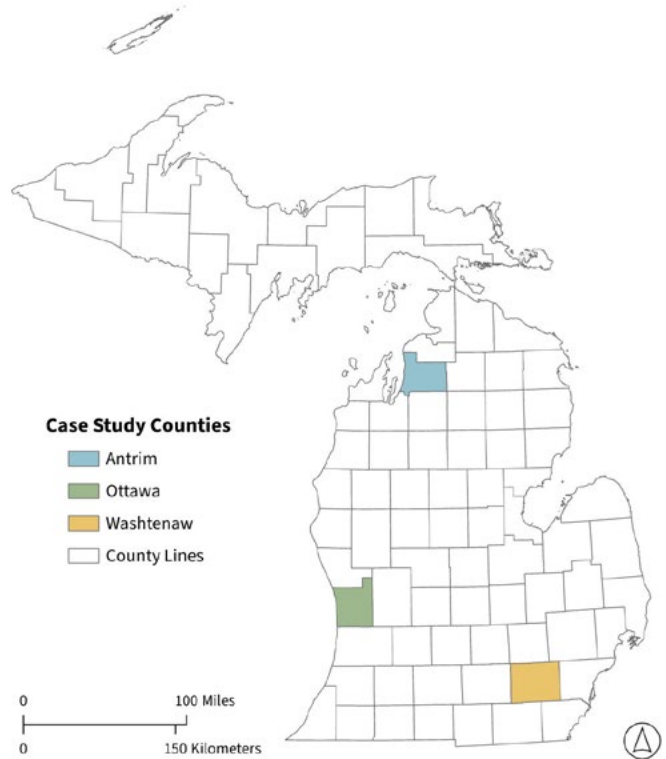 Case Study Counties
Antrim
Ottawa
Washtenaw
County Lines
0 100 Miles
0 150 Kilometers